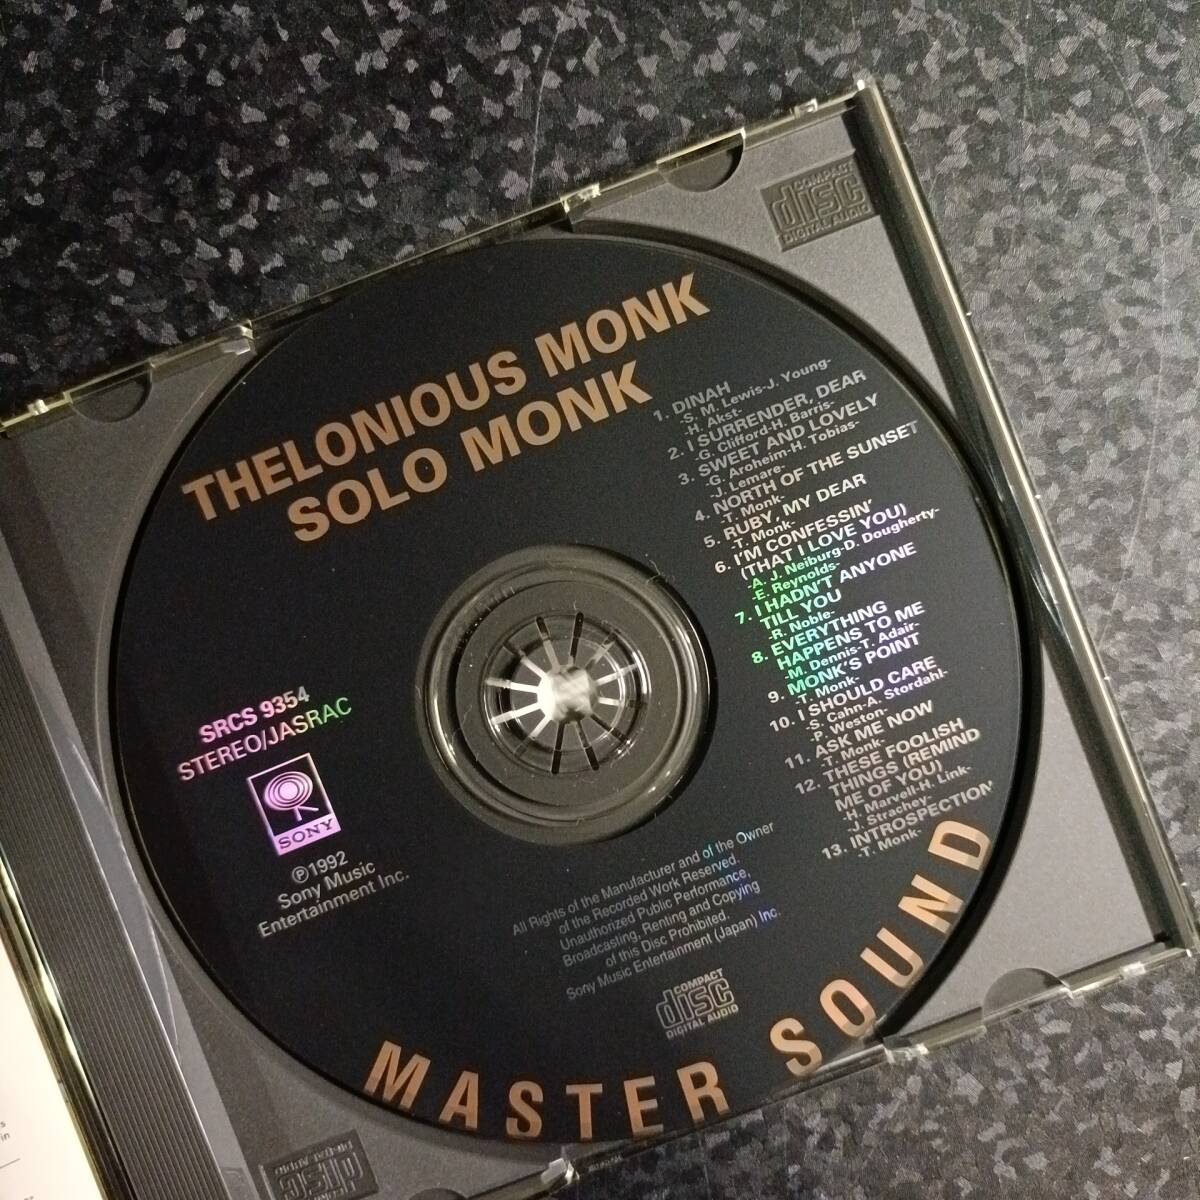 THELONIOUS MONK
SOLO MONK
1. DINAH
-S. M. Lewis-J. Young-
-H. Akst-
2. I SURRENDER, DEAR
-G. Clifford-H. Barris-
3. SWEET AND LOVELY
-G. Aroheim-H. Tobias-
-J. Lemare-
4. NORTH OF THE SUNSET
-T. Monk-
5. RUBY, MY DEAR
-T. Monk-
6. I'M CONFESSIN'
(THAT I LOVE YOU)
-A. J. Neiburg-D. Dougherty-
-E. Reynolds-
7. I HADN'T ANYONE
TILL YOU
-R. Noble-
8. EVERYTHING
HAPPENS TO ME
-M. Dennis-T. Adair-
9. MONK'S POINT
-T. Monk-
10. I SHOULD CARE
-S. Cahn-A. Stordahl-
-P. Weston-
11. ASK ME NOW
-T. Monk-
12. THESE FOOLISH
THINGS (REMIND
ME OF YOU)
-H. Marvell-H. Link-
-J. Strachey-
13. INTROSPECTION
-T. Monk-
SRCS 9354
STEREO/JASRAC
SONY
℗1992
Sony Music
Entertainment Inc.
All Rights of the Manufacturer and of the Owner
of the Recorded Work Reserved.
Unauthorized Public Performance,
Broadcasting, Renting and Copying
of this Disc Prohibited.
Sony Music Entertainment (Japan) Inc.
COMPACT
disc
DIGITAL AUDIO
MASTER SOUND
COMPACT
disc
DIGITAL AUDIO
disc
DIGITAL AUDIO